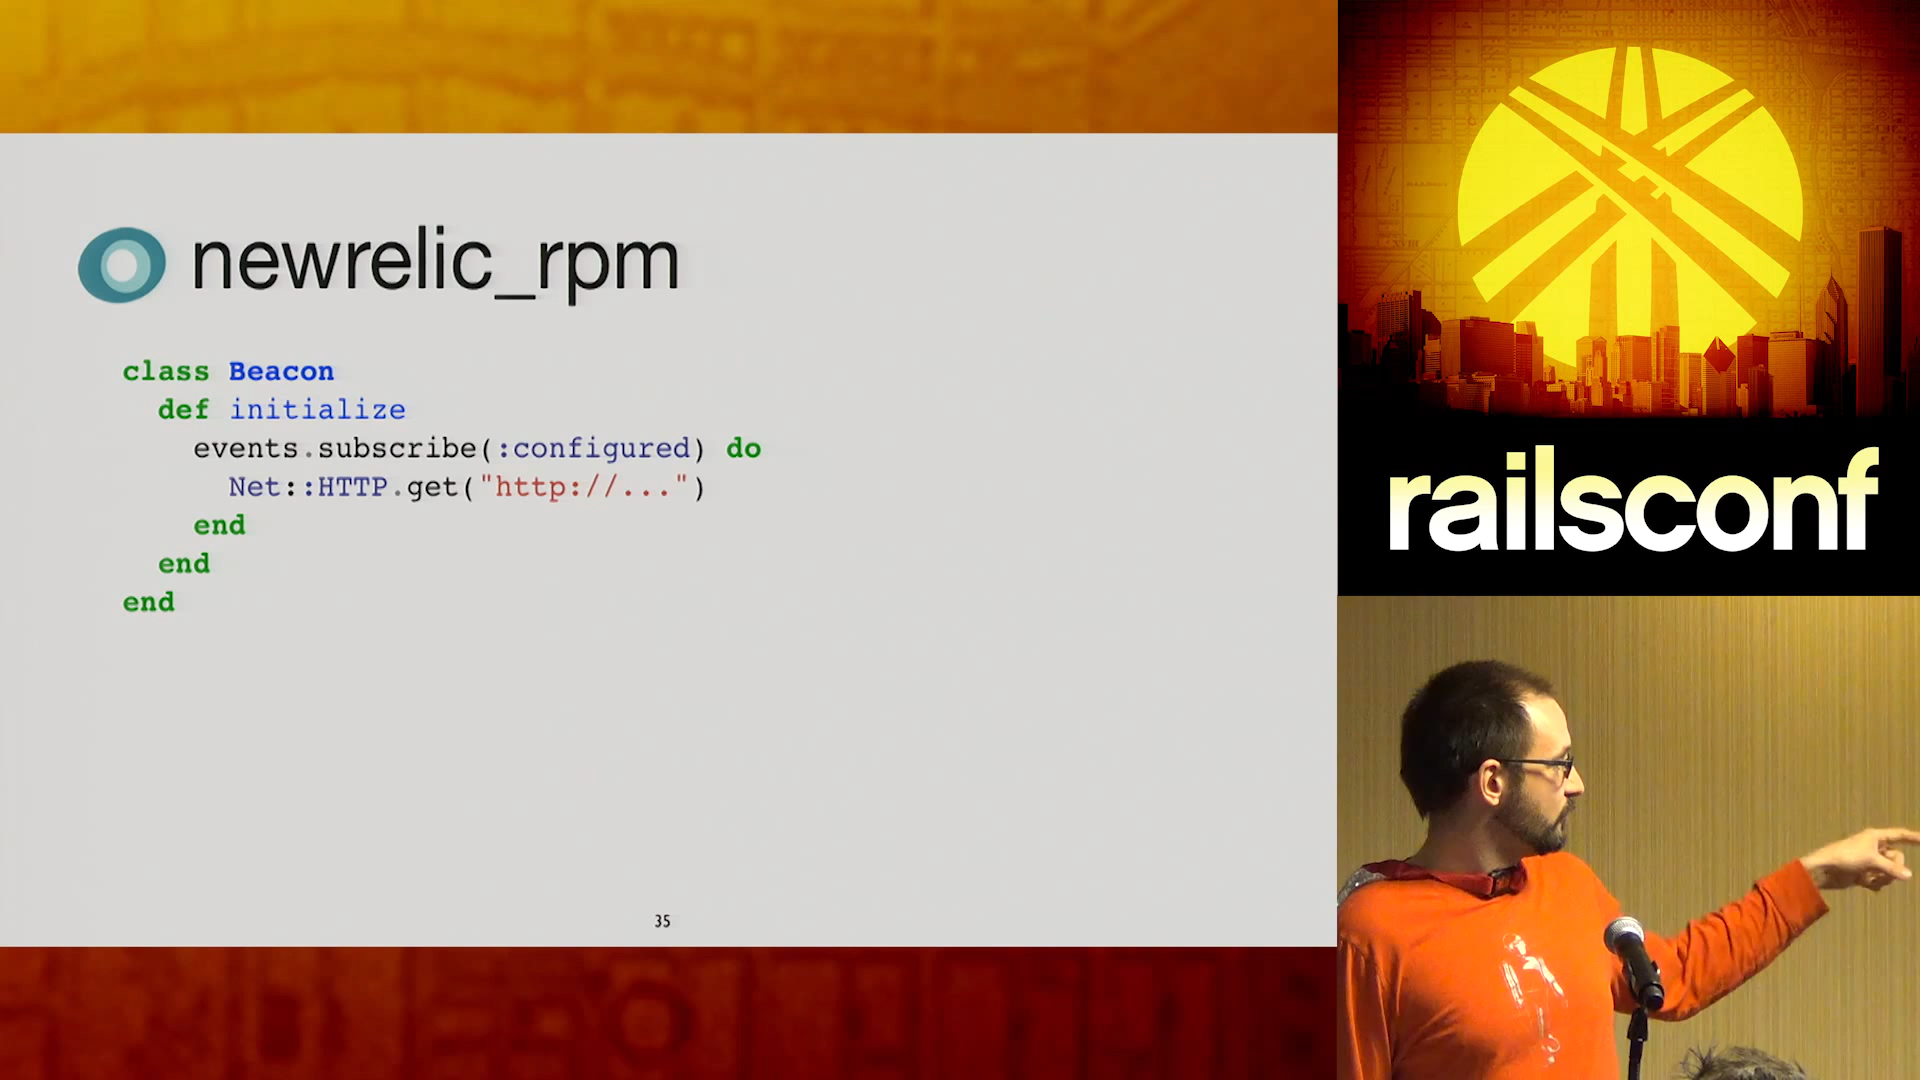 newrelic_rpm
class Beacon
  def initialize
    events.subscribe(:configured) do
      Net::HTTP.get("http://...")
    end
  end
end
35
railsconf